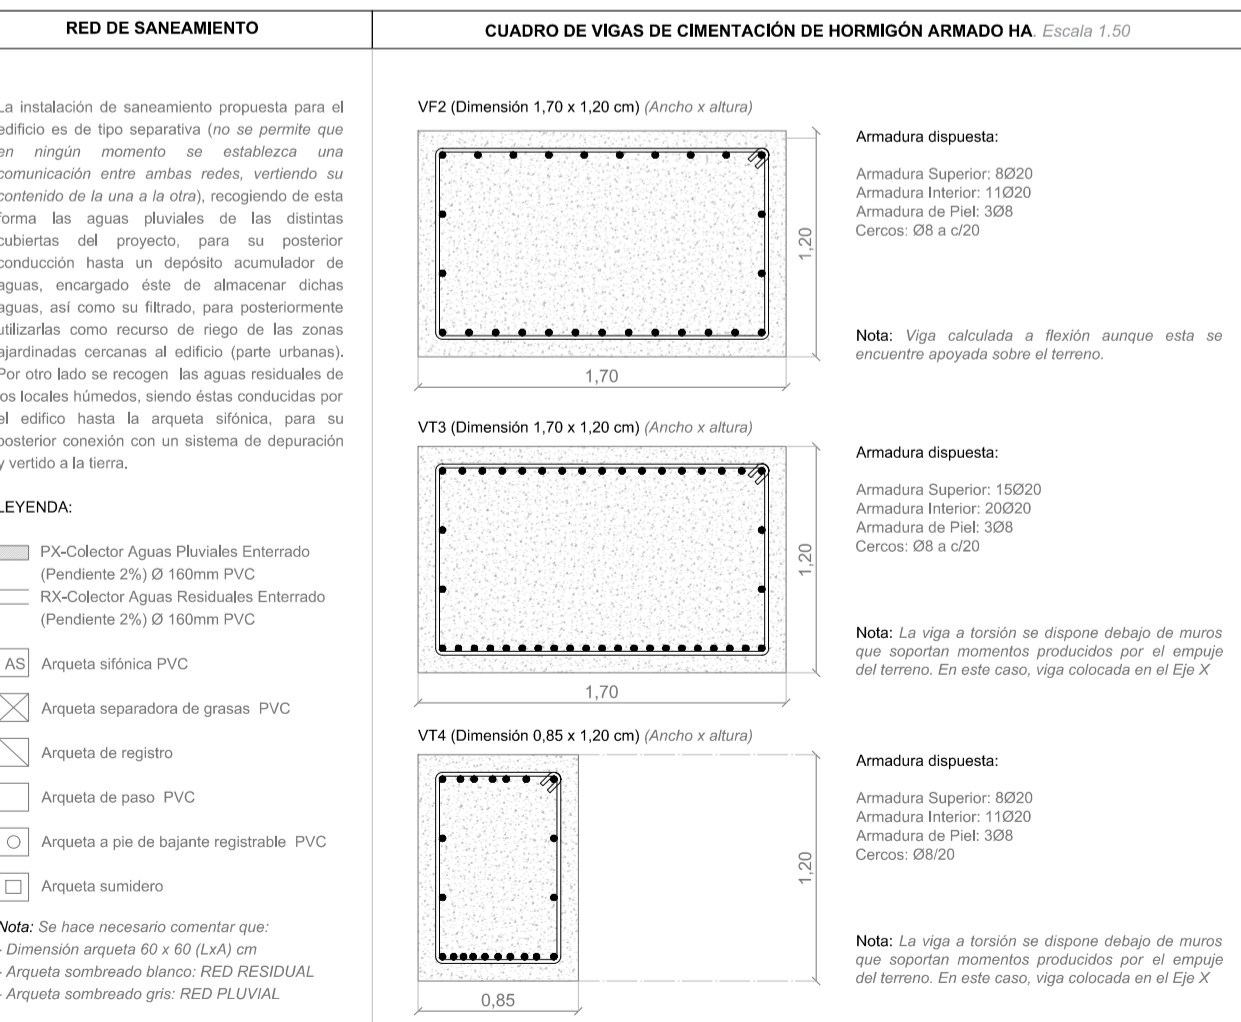 RED DE SANEAMIENTO
La instalación de saneamiento propuesta para el
edificio es de tipo separativa (no se permite que
en ningún momento se establezca una
comunicación entre ambas redes, vertiendo su
contenido de la una a la otra), recogiendo de esta
forma las aguas pluviales de las distintas
cubiertas del proyecto, para su posterior
conducción hasta un depósito acumulador de
aguas, encargado éste de almacenar dichas
aguas, así como su filtrado, para posteriormente
utilizarlas como recurso de riego de las zonas
ajardinadas cercanas al edificio (parte urbanas).
Por otro lado se recogen las aguas residuales de
los locales húmedos, siendo éstas conducidas por
el edifico hasta la arqueta sifónica, para su
posterior conexión con un sistema de depuración
y vertido a la tierra.
LEYENDA:
PX-Colector Aguas Pluviales Enterrado
(Pendiente 2%) Ø 160mm PVC
RX-Colector Aguas Residuales Enterrado
(Pendiente 2%) Ø 160mm PVC
AS Arqueta sifónica PVC
Arqueta separadora de grasas PVC
Arqueta de registro
Arqueta de paso PVC
Arqueta a pie de bajante registrable PVC
Arqueta sumidero
Nota: Se hace necesario comentar que:
- Dimensión arqueta 60 x 60 (LxA) cm
- Arqueta sombreado blanco: RED RESIDUAL
- Arqueta sombreado gris: RED PLUVIAL
CUADRO DE VIGAS DE CIMENTACIÓN DE HORMIGÓN ARMADO HA. Escala 1.50
VF2 (Dimensión 1,70 x 1,20 cm) (Ancho x altura)
1,20
1,70
Armadura dispuesta:
Armadura Superior: 8Ø20
Armadura Interior: 11Ø20
Armadura de Piel: 3Ø8
Cercos: Ø8 a c/20
Nota: Viga calculada a flexión aunque esta se
encuentre apoyada sobre el terreno.
VT3 (Dimensión 1,70 x 1,20 cm) (Ancho x altura)
1,20
1,70
Armadura dispuesta:
Armadura Superior: 15Ø20
Armadura Interior: 20Ø20
Armadura de Piel: 3Ø8
Cercos: Ø8 a c/20
Nota: La viga a torsión se dispone debajo de muros
que soportan momentos producidos por el empuje
del terreno. En este caso, viga colocada en el Eje X
VT4 (Dimensión 0,85 x 1,20 cm) (Ancho x altura)
1,20
0,85
Armadura dispuesta:
Armadura Superior: 8Ø20
Armadura Interior: 11Ø20
Armadura de Piel: 3Ø8
Cercos: Ø8/20
Nota: La viga a torsión se dispone debajo de muros
que soportan momentos producidos por el empuje
del terreno. En este caso, viga colocada en el Eje X